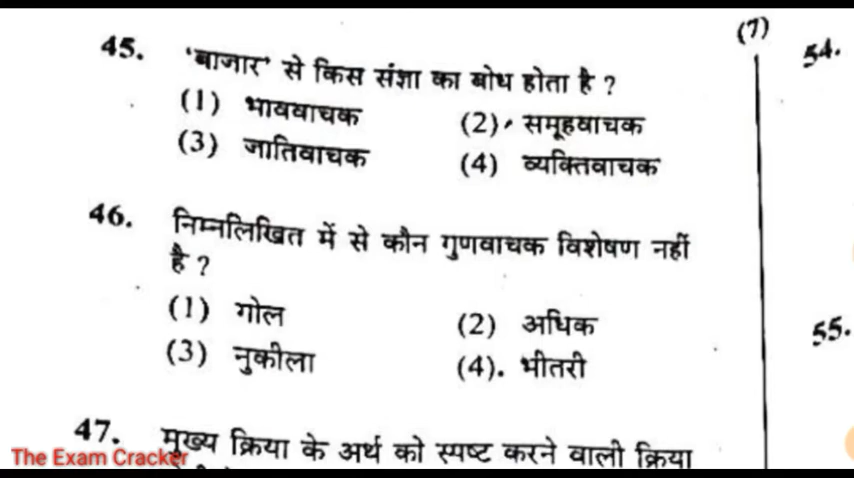 (7)
45. 'बाजार' से किस संज्ञा का बोध होता है ?
(1) भाववाचक (2) समूहवाचक
(3) जातिवाचक (4) व्यक्तिवाचक
46. निम्नलिखित में से कौन गुणवाचक विशेषण नहीं
है ?
(1) गोल (2) अधिक
(3) नुकीला (4). भीतरी
47. मुख्य क्रिया के अर्थ को स्पष्ट करने वाली क्रिया
The Exam Cracker
54.
55.